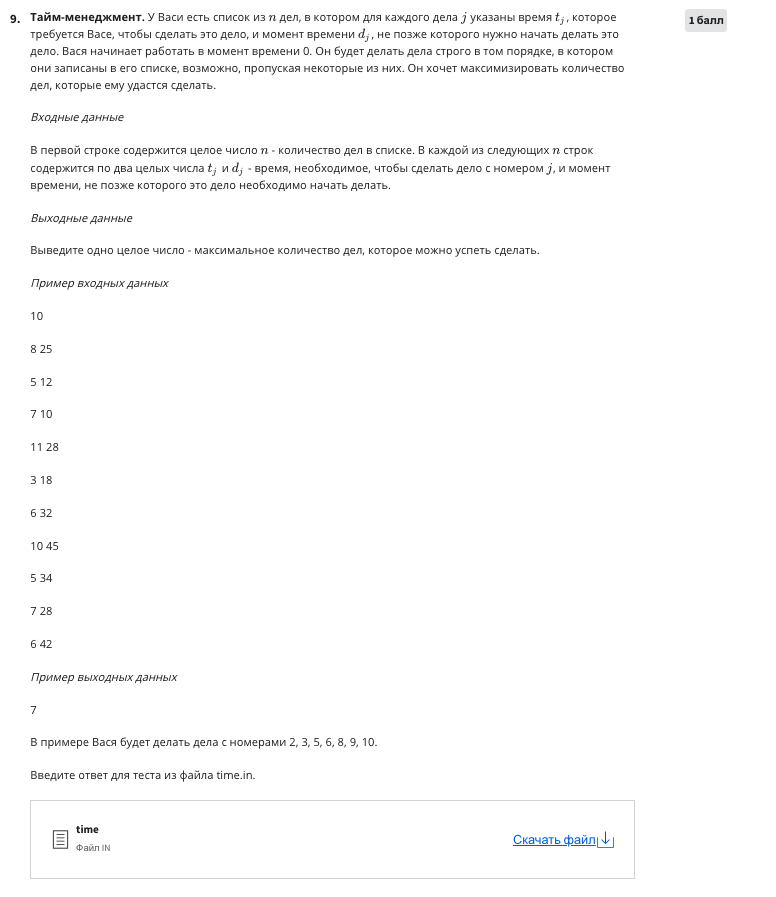 9. Тайм-менеджмент. У Васи есть список из n дел, в котором для каждого дела j указаны время t_j, которое
1 балл
требуется Васе, чтобы сделать это дело, и момент времени d_j, не позже которого нужно начать делать это
дело. Вася начинает работать в момент времени 0. Он будет делать дела строго в том порядке, в котором
они записаны в его списке, возможно, пропуская некоторые из них. Он хочет максимизировать количество
дел, которые ему удастся сделать.
Входные данные
В первой строке содержится целое число n - количество дел в списке. В каждой из следующих n строк
содержится по два целых числа t_j и d_j - время, необходимое, чтобы сделать дело с номером j, и момент
времени, не позже которого это дело необходимо начать делать.
Выходные данные
Выведите одно целое число - максимальное количество дел, которое можно успеть сделать.
Пример входных данных
10
8 25
5 12
7 10
11 28
3 18
6 32
10 45
5 34
7 28
6 42
Пример выходных данных
7
В примере Вася будет делать дела с номерами 2, 3, 5, 6, 8, 9, 10.
Введите ответ для теста из файла time.in.
time
Файл IN
Скачать файл